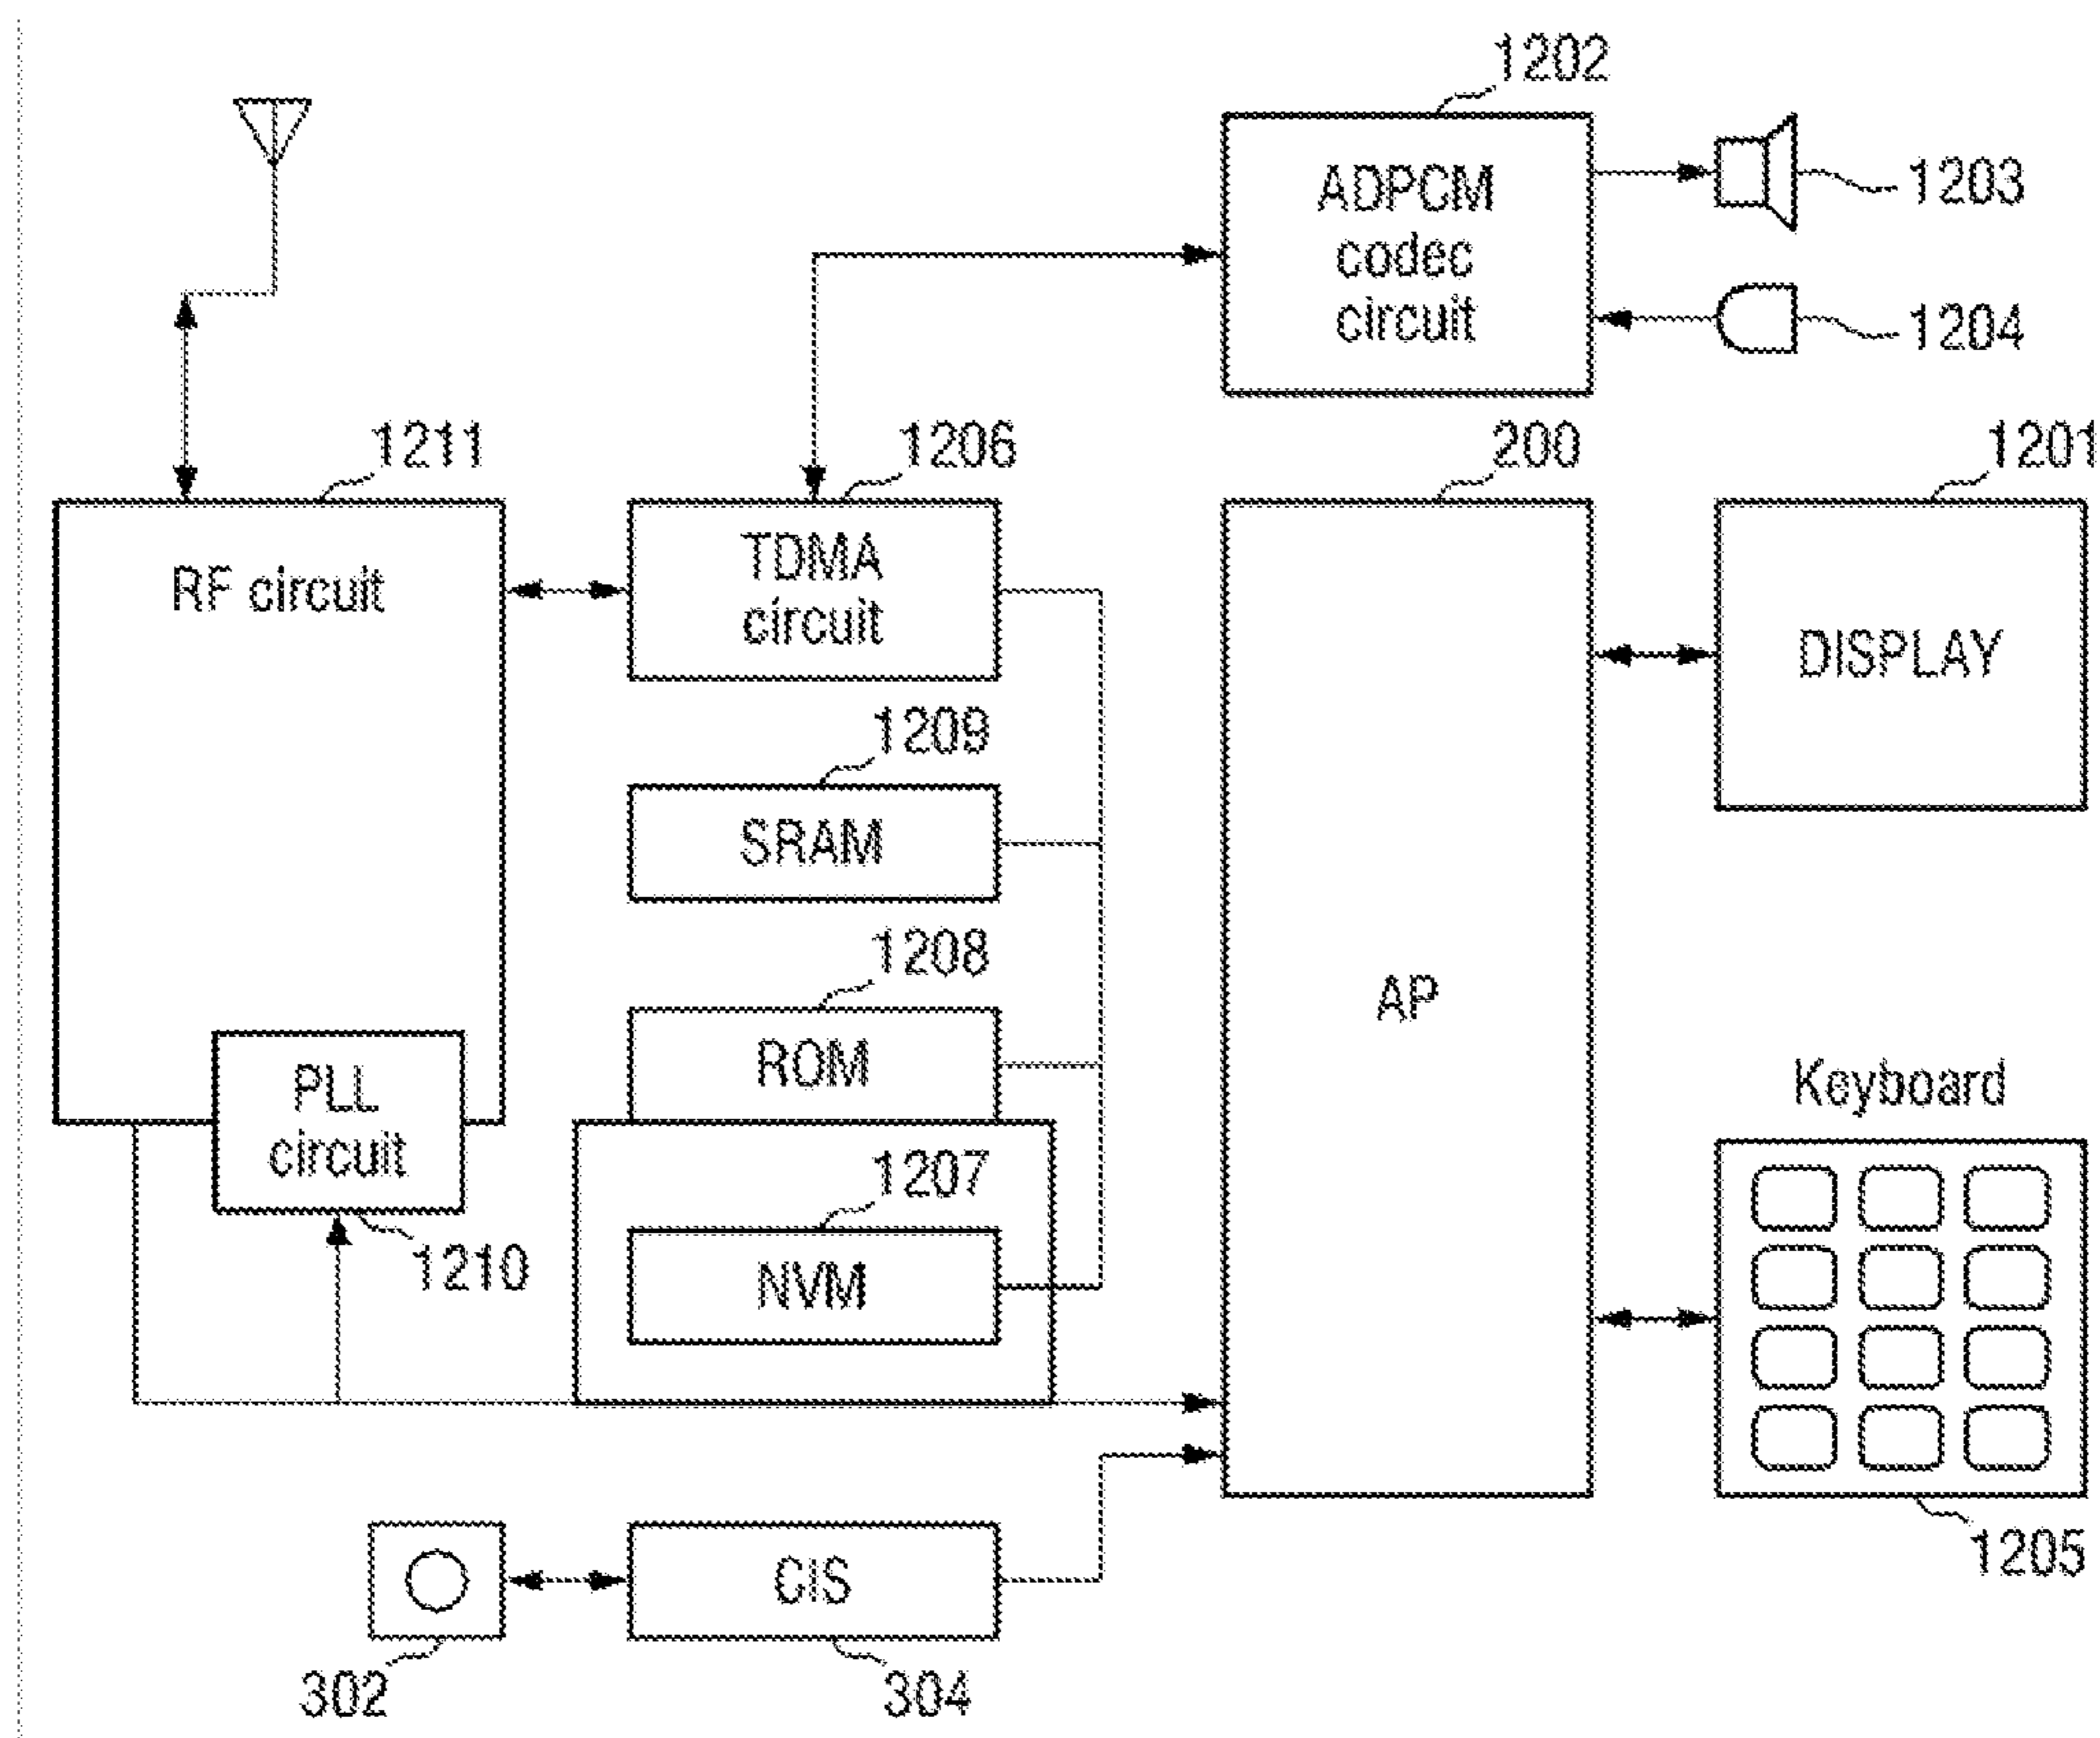 1202
ADPCM
codec
circuit
1203
1204
1211
1206
200
1201
RF circuit
TDMA
circuit
DISPLAY
1209
SRAM
1208
ROM
AP
PLL
circuit
Keyboard
1207
NVM
1210
CIS
1205
302
304